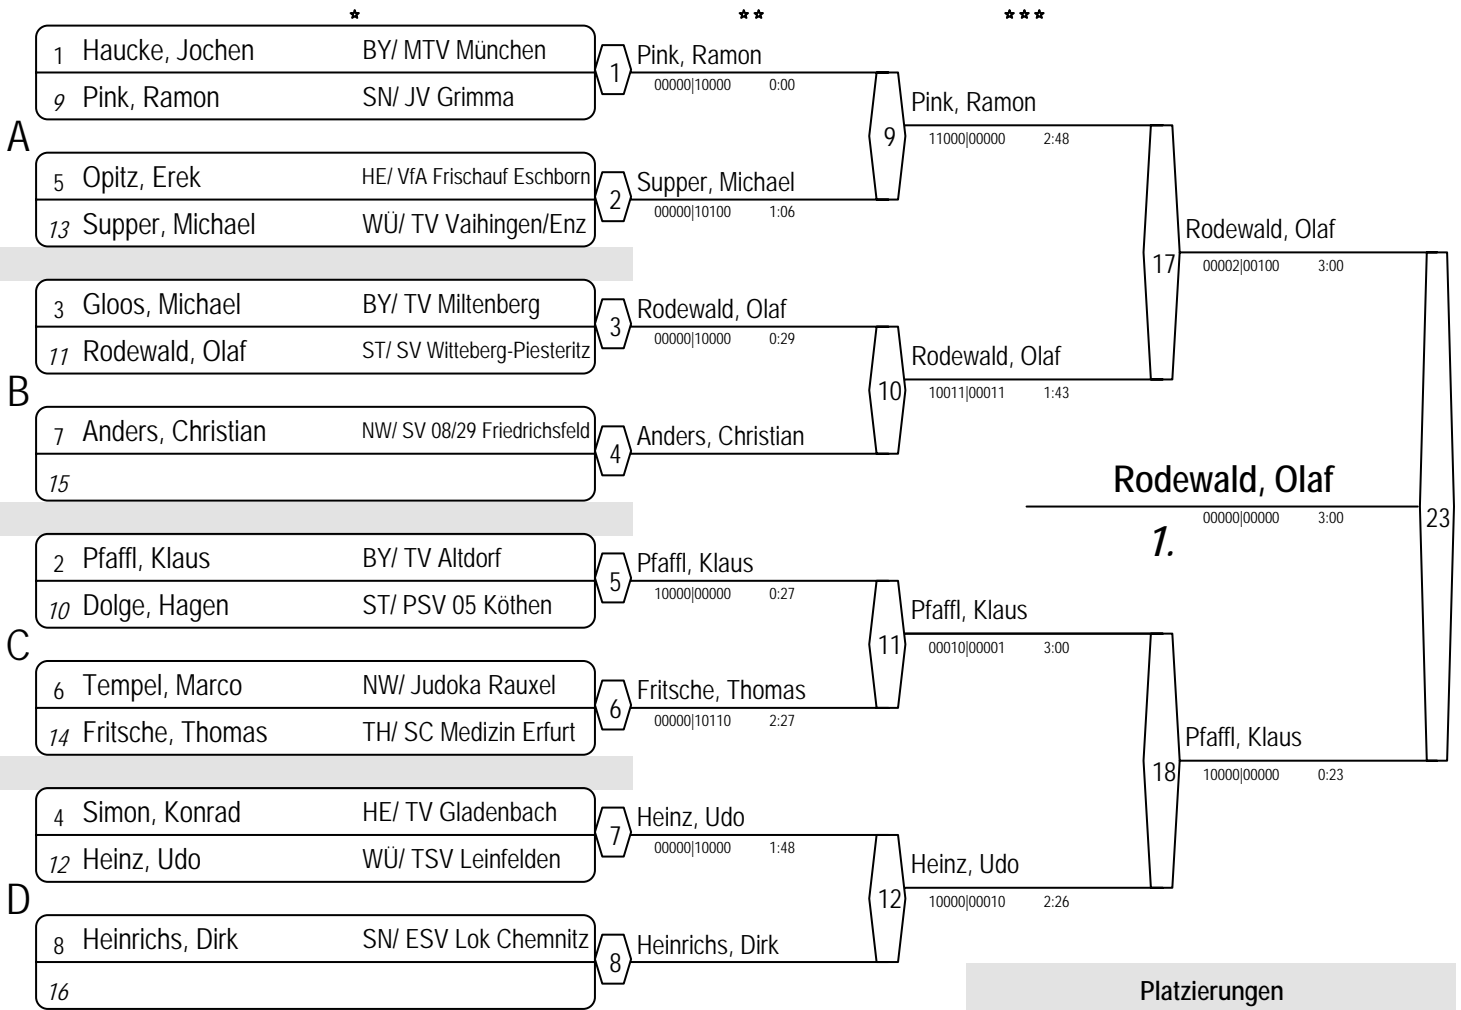 1 Haucke, Jochen BY/ MTV München
9 Pink, Ramon SN/ JV Grimma
1 Pink, Ramon
00000|10000 0:00
A
5 Opitz, Erek HE/ VfA Frischauf Eschborn
13 Supper, Michael WÜ/ TV Vaihingen/Enz
2 Supper, Michael
00000|10100 1:06
9 Pink, Ramon
11000|00000 2:48
3 Gloos, Michael BY/ TV Miltenberg
11 Rodewald, Olaf ST/ SV Witteberg-Piesteritz
3 Rodewald, Olaf
00000|10000 0:29
B
7 Anders, Christian NW/ SV 08/29 Friedrichsfeld
15
4 Anders, Christian
10 Rodewald, Olaf
10011|00011 1:43
17 Rodewald, Olaf
00002|00100 3:00
Rodewald, Olaf
00000|00000 3:00
1.
23
2 Pfaffl, Klaus BY/ TV Altdorf
10 Dolge, Hagen ST/ PSV 05 Köthen
5 Pfaffl, Klaus
10000|00000 0:27
C
6 Tempel, Marco NW/ Judoka Rauxel
14 Fritsche, Thomas TH/ SC Medizin Erfurt
6 Fritsche, Thomas
00000|10110 2:27
11 Pfaffl, Klaus
00010|00001 3:00
4 Simon, Konrad HE/ TV Gladenbach
12 Heinz, Udo WÜ/ TSV Leinfelden
7 Heinz, Udo
00000|10000 1:48
D
8 Heinrichs, Dirk SN/ ESV Lok Chemnitz
16
8 Heinrichs, Dirk
12 Heinz, Udo
10000|00010 2:26
18 Pfaffl, Klaus
10000|00000 0:23
Platzierungen